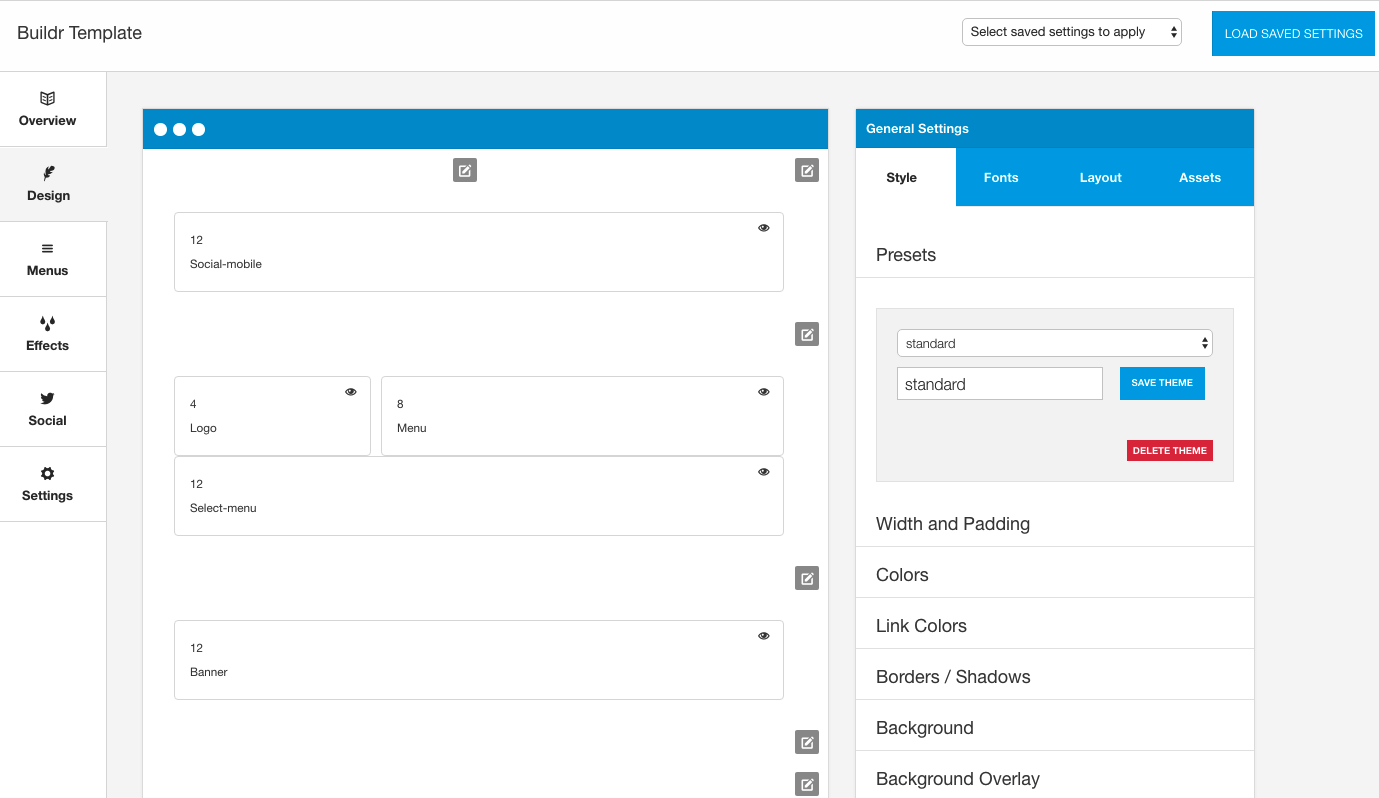 Buildr Template
Select saved settings to apply
LOAD SAVED SETTINGS
Overview
Design
Menus
Effects
Social
Settings
12
Social-mobile
4
Logo
8
Menu
12
Select-menu
12
Banner
General Settings
Style Fonts Layout Assets
Presets
standard
standard
SAVE THEME
DELETE THEME
Width and Padding
Colors
Link Colors
Borders / Shadows
Background
Background Overlay